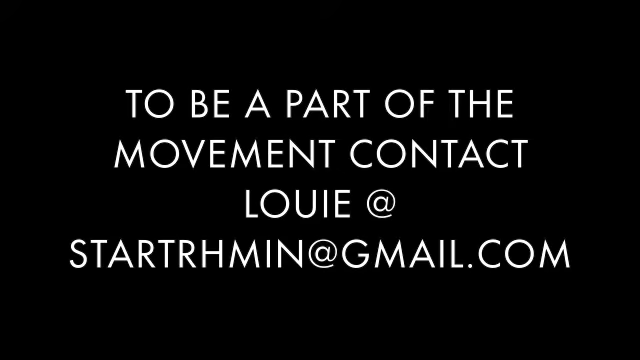 TO BE A PART OF THE
MOVEMENT CONTACT
LOUIE @
STARTRHMIN@GMAIL.COM